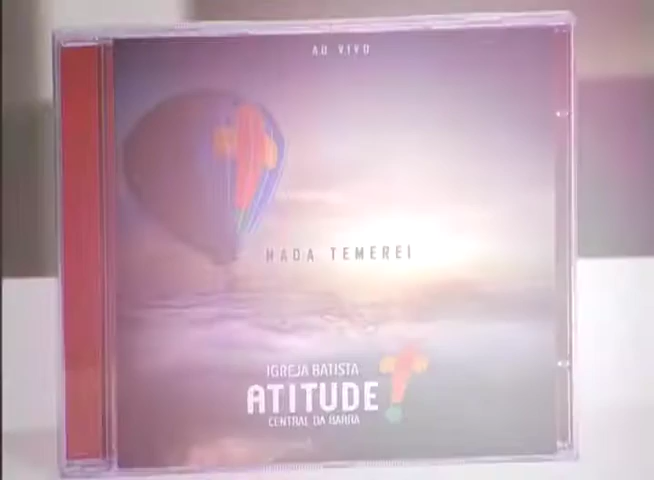 AO VIVO
NADA TEMEREI
IGREJA BATISTA
ATITUDE
CENTRAL DA BARRA